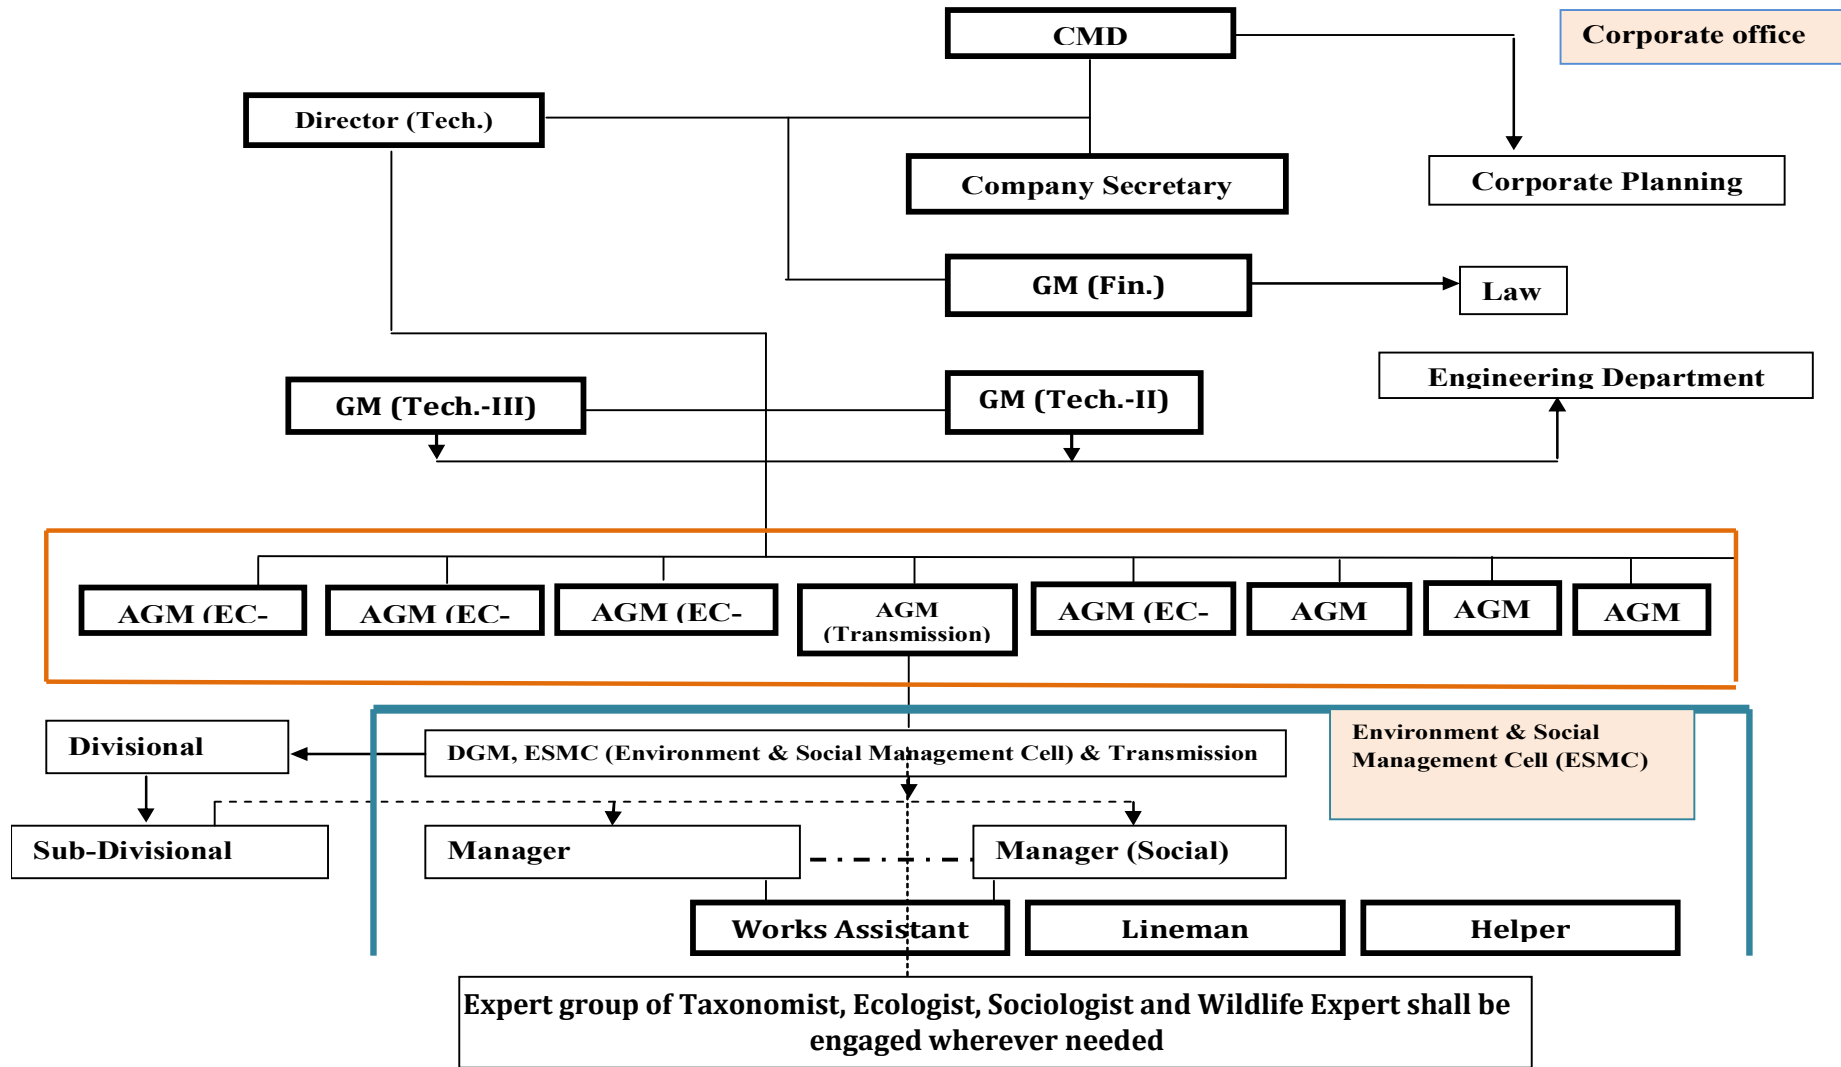 CMD
Corporate office
Director (Tech.)
Company Secretary
Corporate Planning
GM (Fin.)
Law
Engineering Department
GM (Tech.-III)
GM (Tech.-II)
AGM (EC-
AGM (EC-
AGM (EC-
AGM
(Transmission)
AGM (EC-
AGM
AGM
AGM
Divisional
DGM, ESMC (Environment & Social Management Cell) & Transmission
Environment & Social
Management Cell (ESMC)
Sub-Divisional
Manager
Manager (Social)
Works Assistant
Lineman
Helper
Expert group of Taxonomist, Ecologist, Sociologist and Wildlife Expert shall be
engaged wherever needed